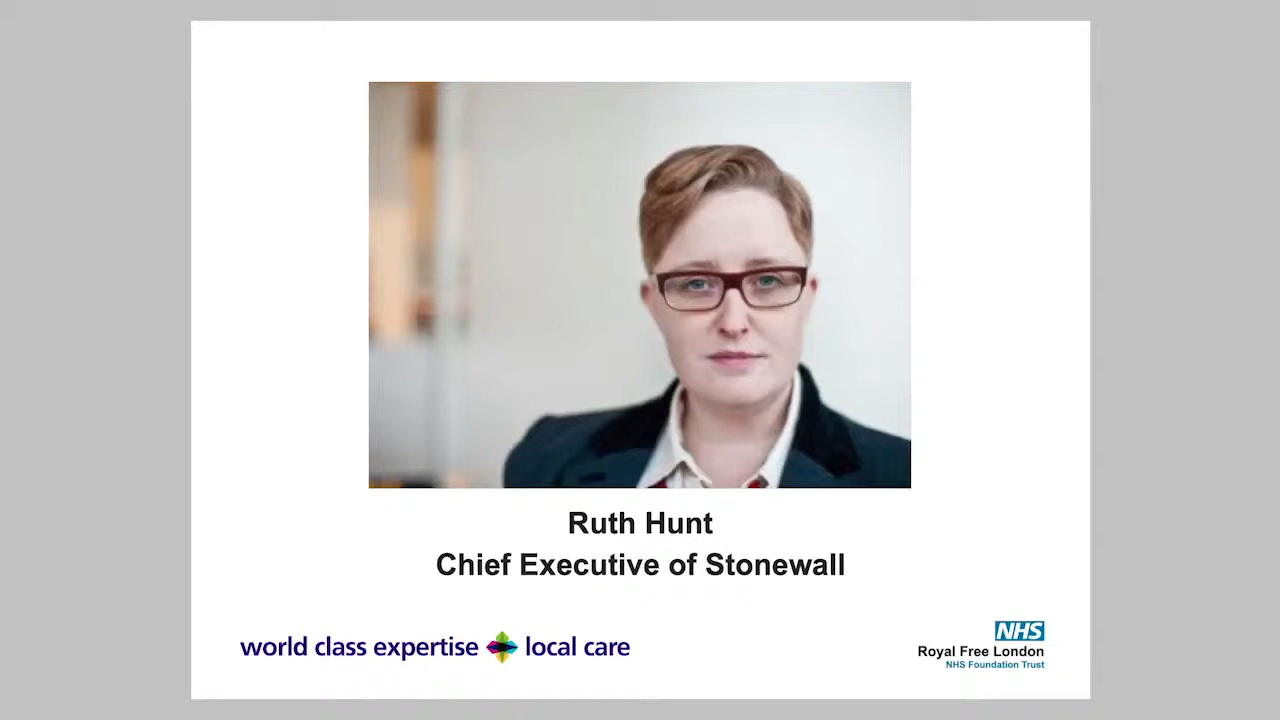 Ruth Hunt
Chief Executive of Stonewall
world class expertise local care
NHS
Royal Free London
NHS Foundation Trust